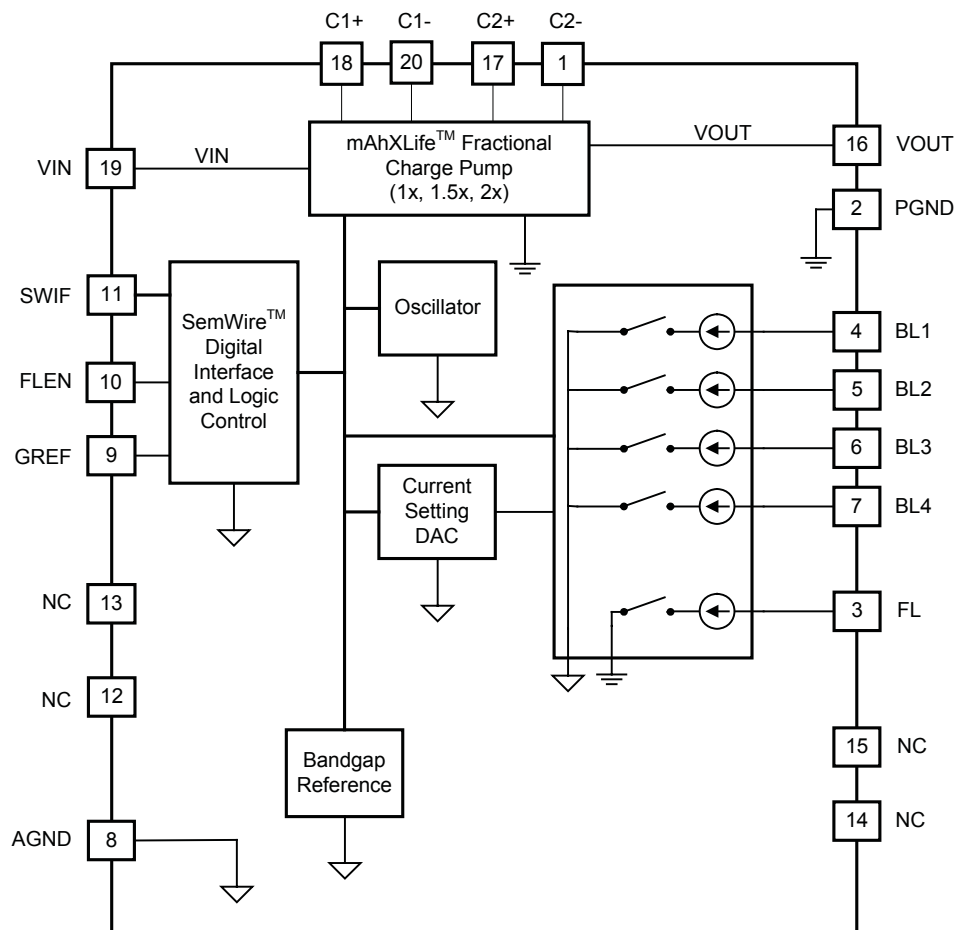 C1+ C1- C2+ C2-
18 20 17 1
mAhXLife™ Fractional
Charge Pump
(1x, 1.5x, 2x)
VIN 19 VIN
VOUT 16 VOUT
2 PGND
SWIF 11
FLEN 10
GREF 9
SemWire™
Digital
Interface
and Logic
Control
Oscillator
4 BL1
5 BL2
6 BL3
7 BL4
Current
Setting
DAC
3 FL
NC 13
NC 12
15 NC
14 NC
Bandgap
Reference
AGND 8